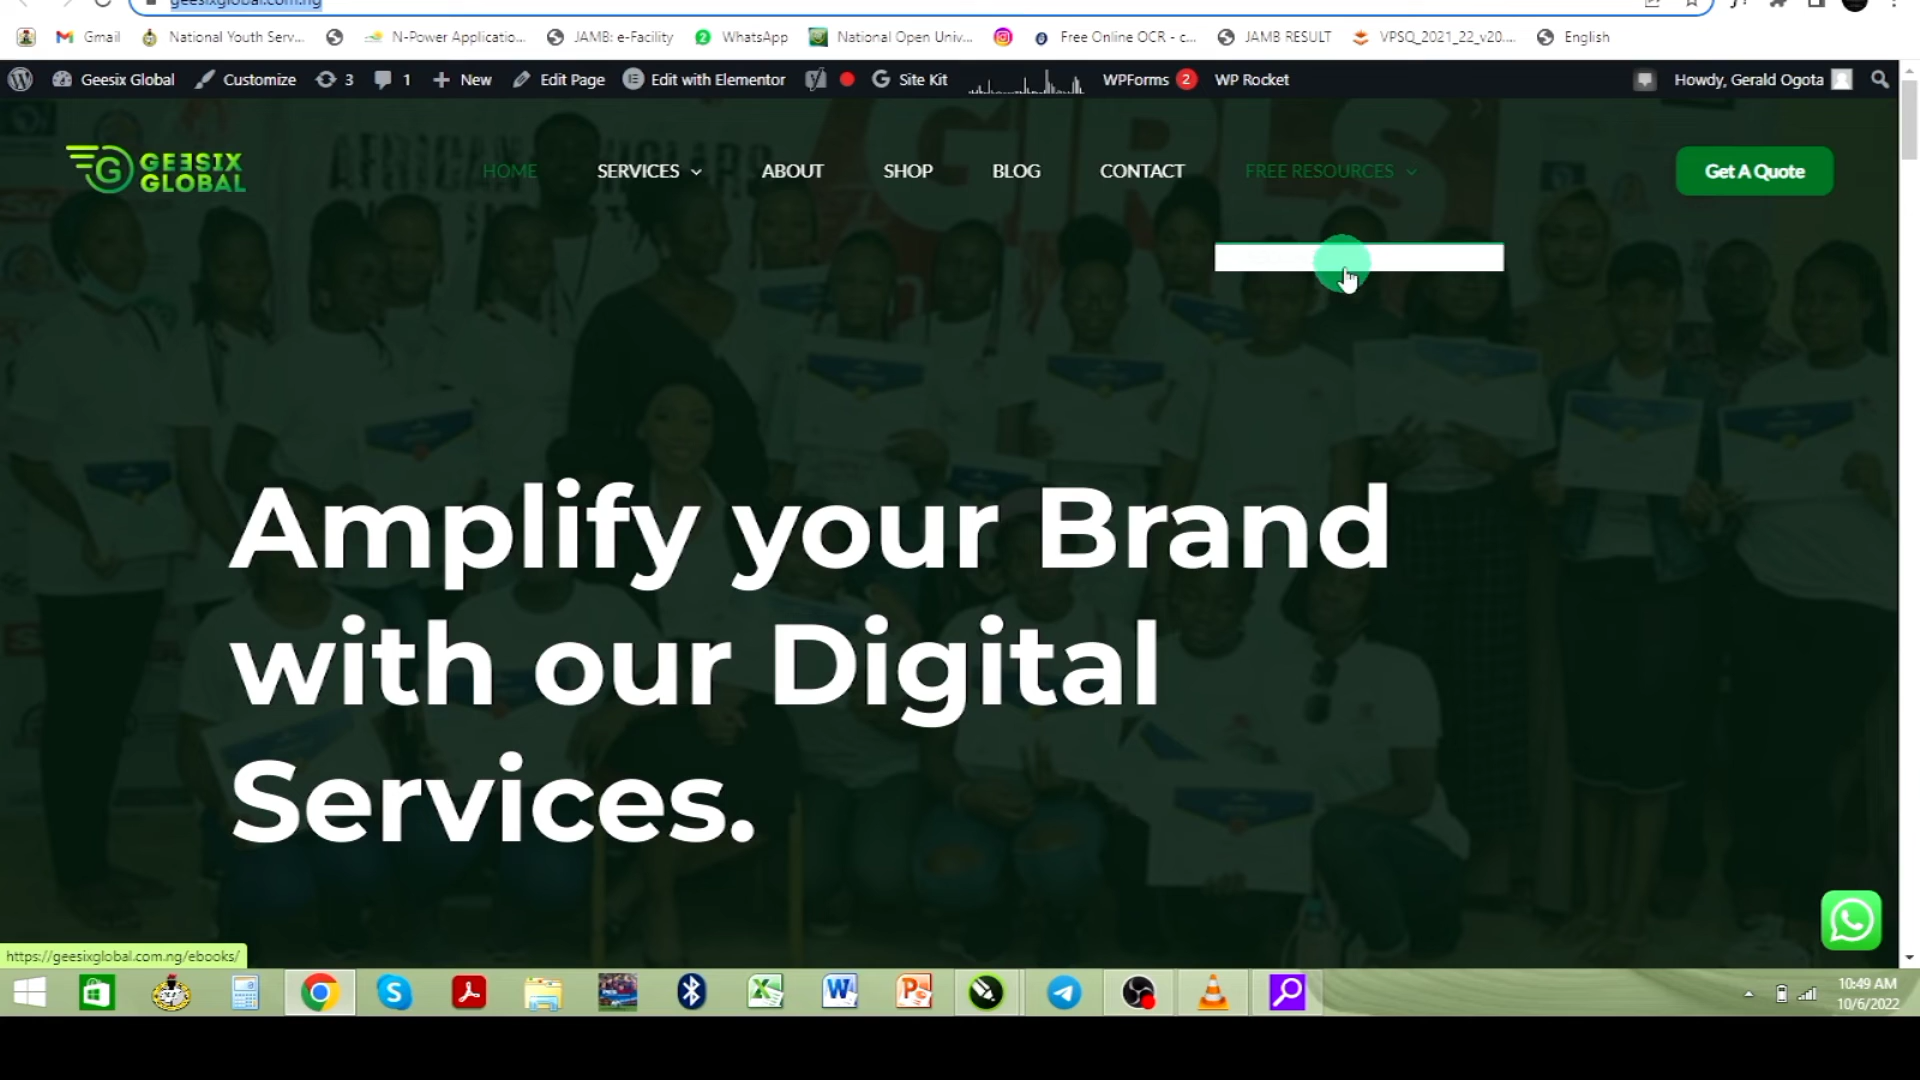 geesixglobal.com.ng
Gmail
National Youth Serv...
N-Power Applicatio...
JAMB: e-Facility
WhatsApp
National Open Univ...
Free Online OCR - c...
JAMB RESULT
VPSQ_2021_22_v20....
English
Geesix Global
Customize
3
1
New
Edit Page
Edit with Elementor
Site Kit
WPForms 2
WP Rocket
Howdy, Gerald Ogota
GEESIX
GLOBAL
HOME
SERVICES
ABOUT
SHOP
BLOG
CONTACT
FREE RESOURCES
Get A Quote
GIRLS
Amplify your Brand
with our Digital
Services.
https://geesixglobal.com.ng/ebooks/
10:49 AM
10/6/2022